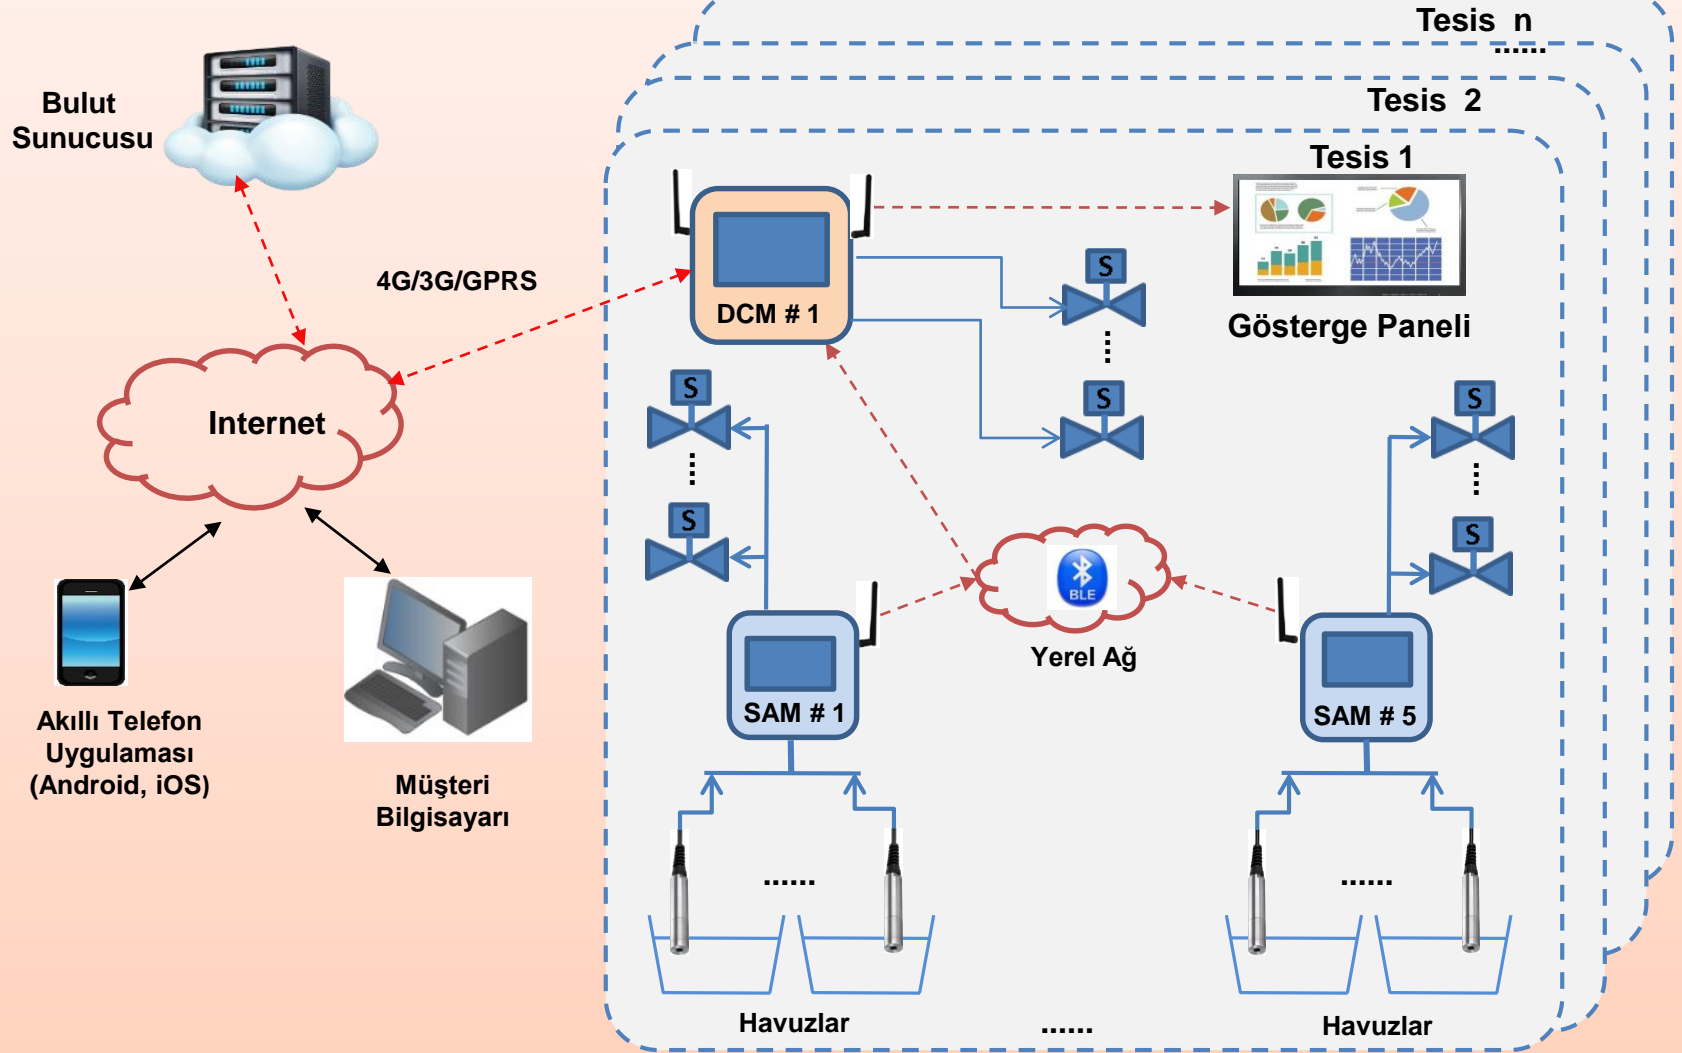 Tesis n
......
Tesis 2
Tesis 1
Bulut
Sunucusu
4G/3G/GPRS
DCM # 1
S
Gösterge Paneli
S
S
S
Internet
S
S
BLE
Yerel Ağ
SAM # 1
SAM # 5
Akıllı Telefon
Uygulaması
(Android, iOS)
Müşteri
Bilgisayarı
......
......
Havuzlar
......
Havuzlar